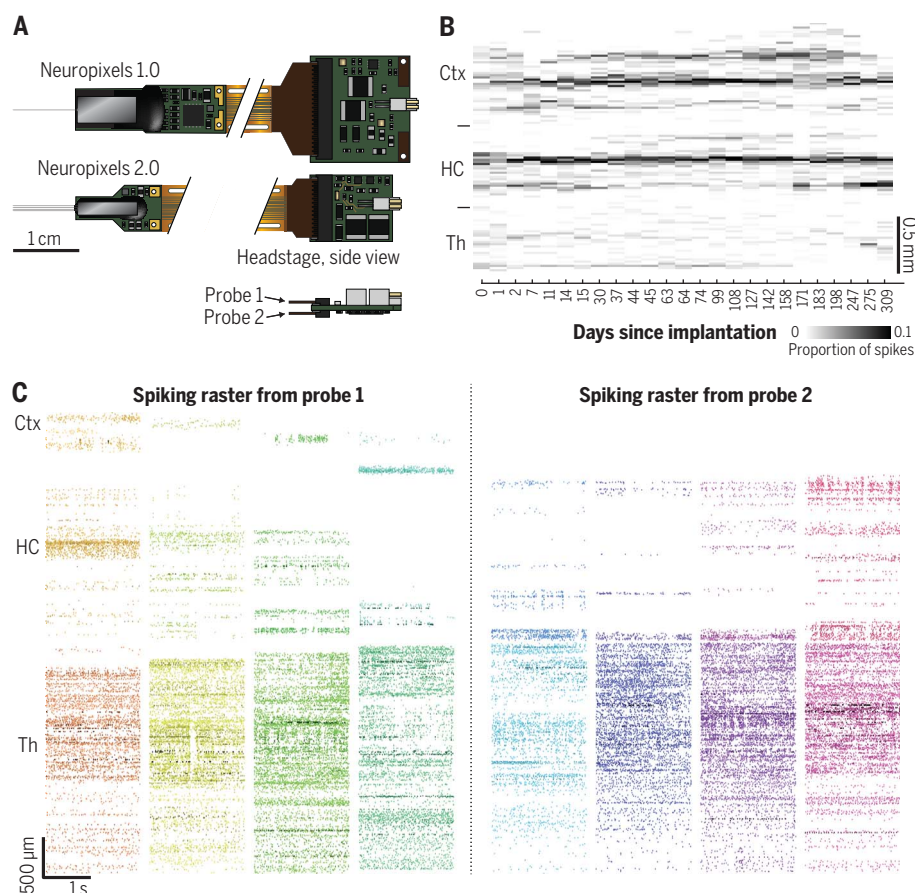 A
Neuropixels 1.0
Neuropixels 2.0
1 cm
Headstage, side view
Probe 1
Probe 2
B
Ctx
HC
Th
0.5 mm
0 1 2 7 11 14 15 30 37 44 45 63 64 74 99 108 127 142 158 171 183 198 247 275 309
Days since implantation
0 0.1
Proportion of spikes
C
Spiking raster from probe 1
Spiking raster from probe 2
Ctx
HC
Th
500 µm
1 s